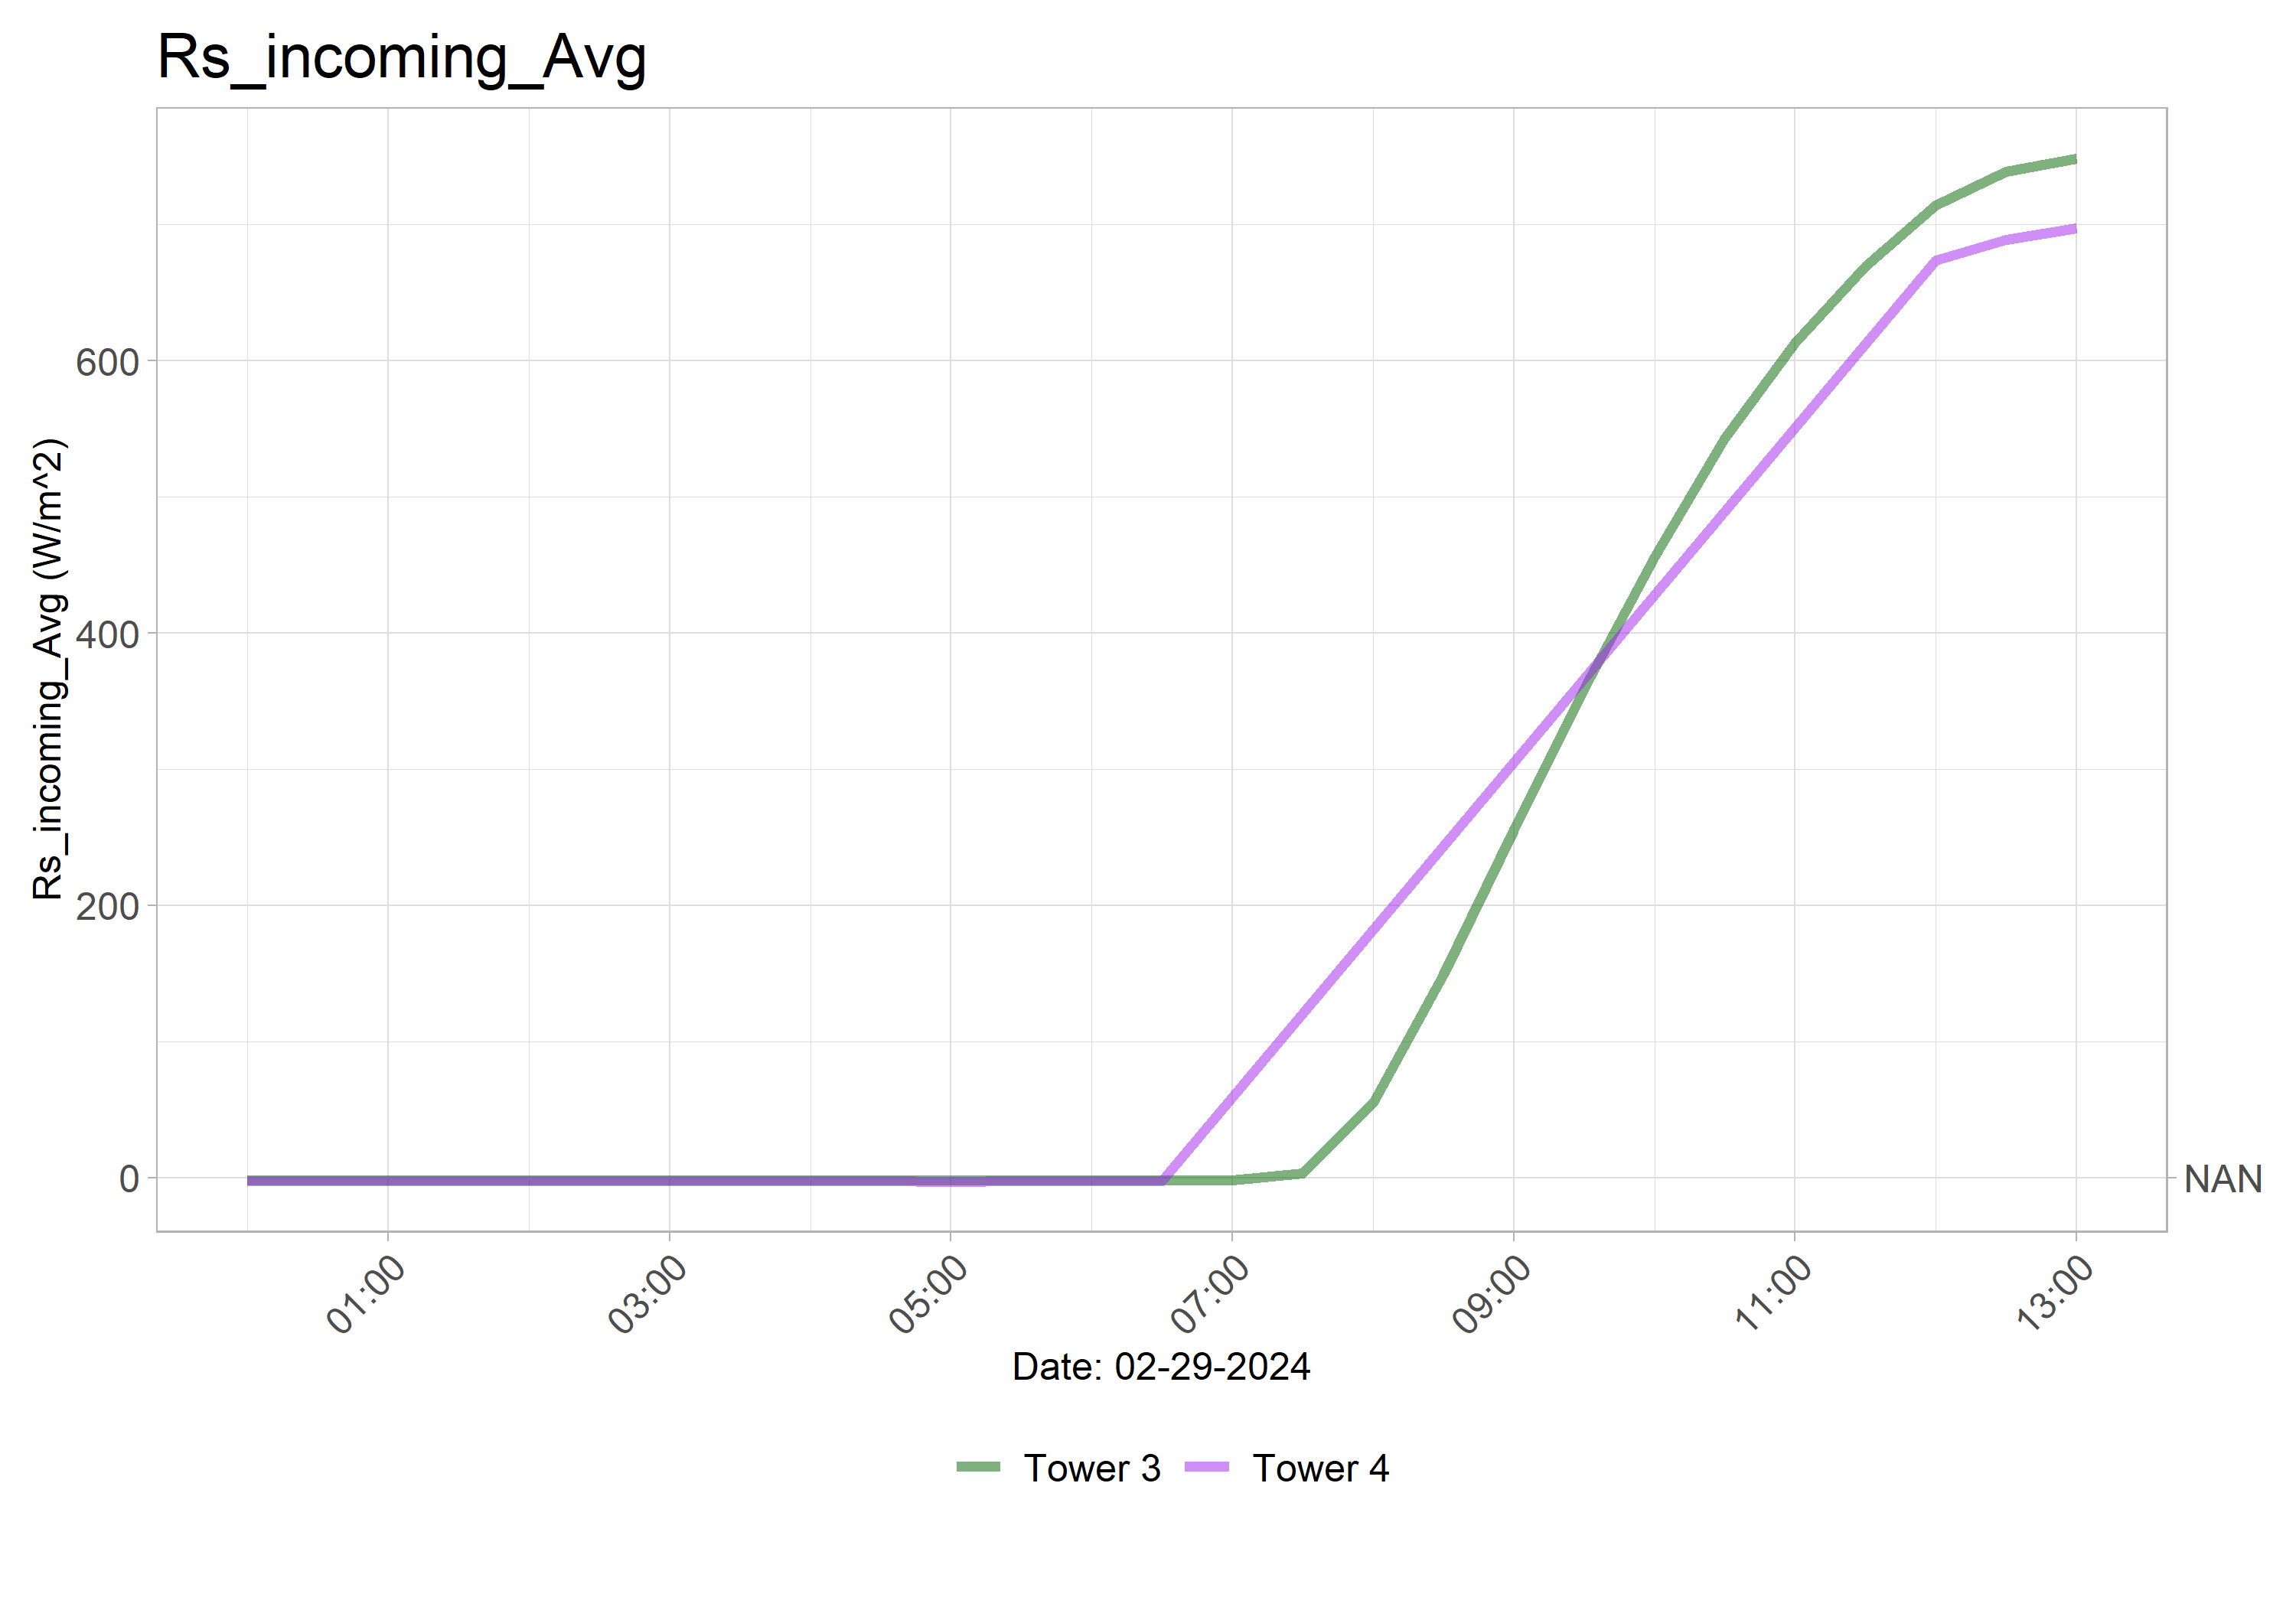 Rs_incoming_Avg
Rs_incoming_Avg (W/m^2)
600
400
200
0
NAN
01:00
03:00
05:00
07:00
09:00
11:00
13:00
Date: 02-29-2024
Tower 3
Tower 4